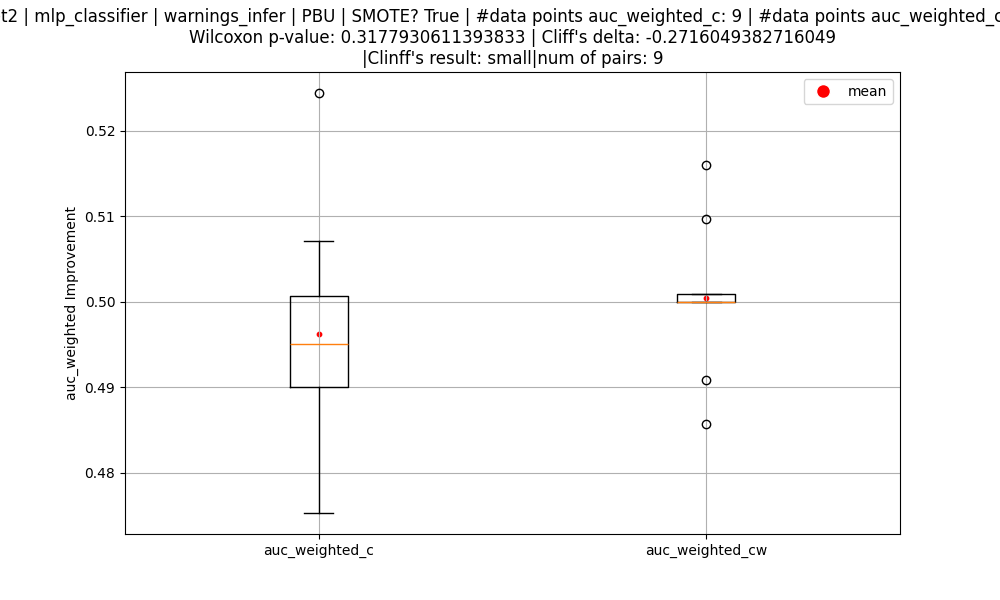 t2 | mlp_classifier | warnings_infer | PBU | SMOTE? True | #data points auc_weighted_c: 9 | #data points auc_weighted_c
Wilcoxon p-value: 0.3177930611393833 | Cliff's delta: -0.2716049382716049
|Clinff's result: small|num of pairs: 9
mean
0.52
0.51
0.50
0.49
0.48
auc_weighted Improvement
auc_weighted_c
auc_weighted_cw